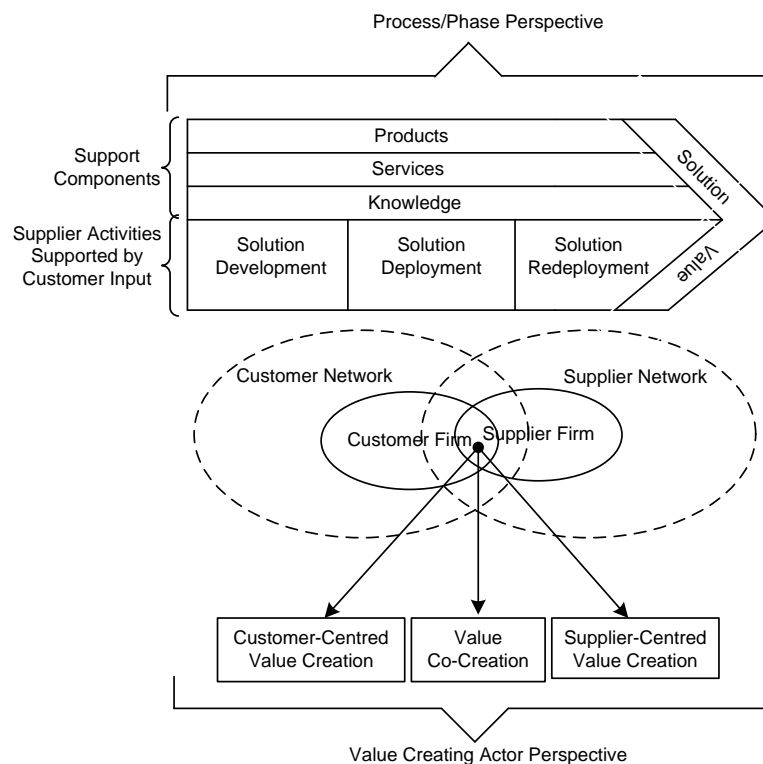 Process/Phase Perspective
Support
Components
Products
Services
Knowledge
Solution
Value
Supplier Activities
Supported by
Customer Input
Solution
Development
Solution
Deployment
Solution
Redeployment
Customer Network
Supplier Network
Customer Firm
Supplier Firm
Customer-Centred
Value Creation
Value
Co-Creation
Supplier-Centred
Value Creation
Value Creating Actor Perspective